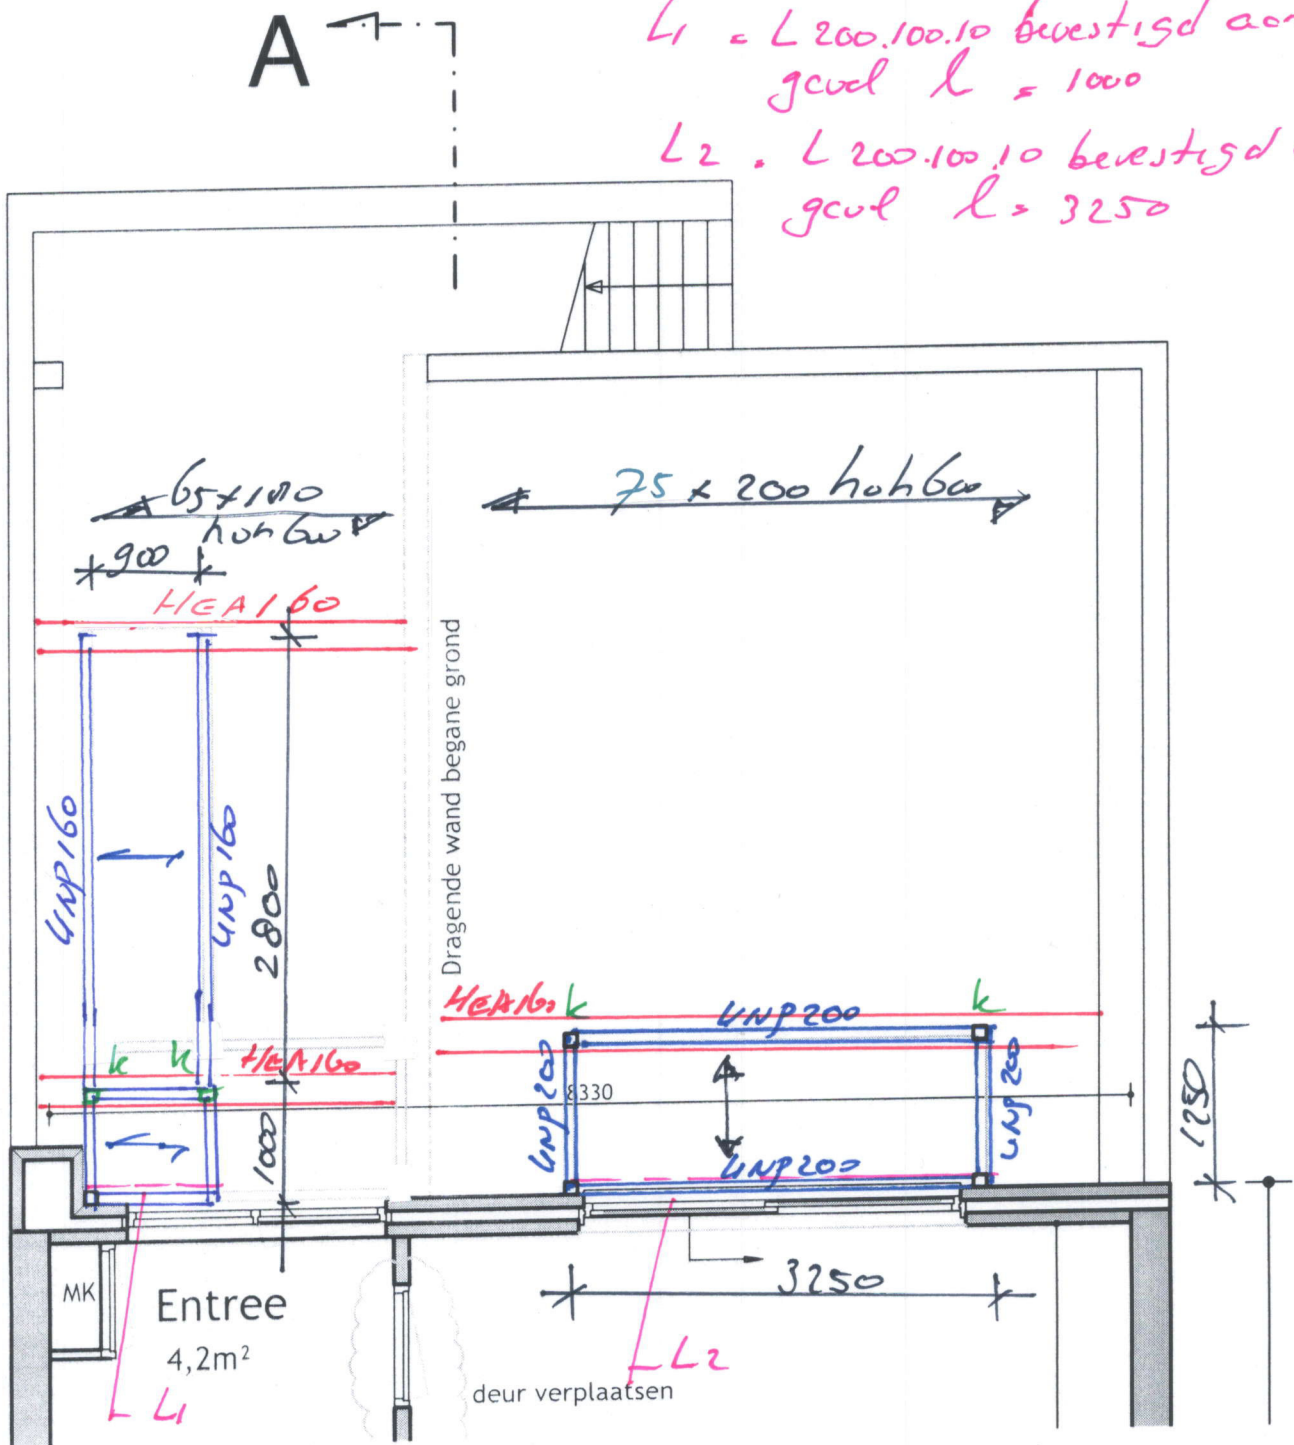 A
L1 = L 200.100.10 bevestigd aan
gevel l = 1000
L2 = L 200.100.10 bevestigd
gevel l = 3250
75 x 200 hoh 600
hoh 600
900
HEA160
Dragende wand begane grond
UNP160
UNP160
2800
HEA160
k
k
UNP200
k
k
HEA160
UNP200
8330
UNP200
1250
1000
UNP200
3250
MK
Entree
4,2m²
L1
L2
deur verplaatsen